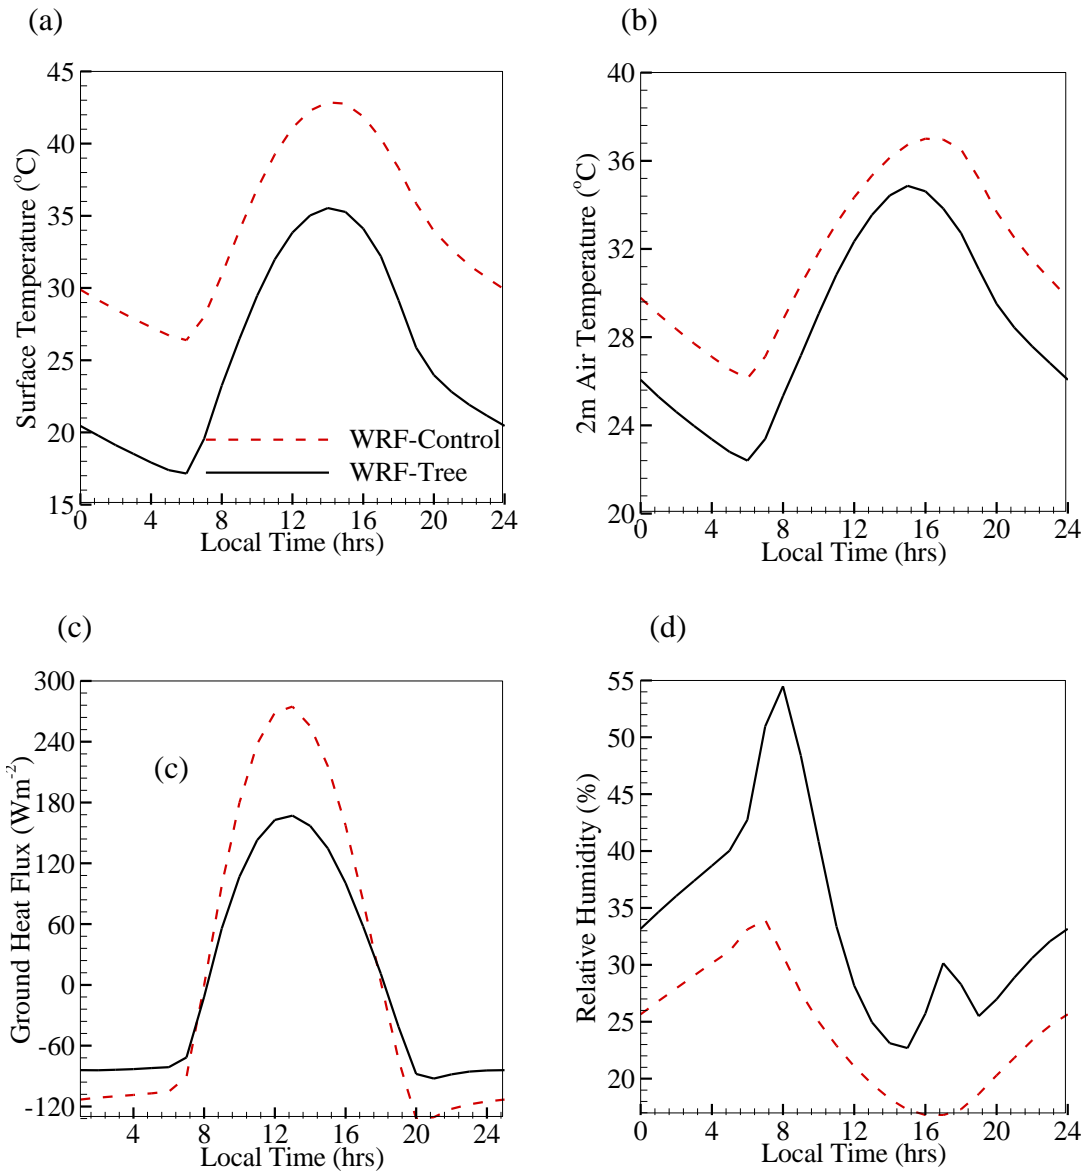 (a)
45
40
35
30
25
20
15
Surface Temperature (°C)
WRF-Control
WRF-Tree
0 4 8 12 16 20 24
Local Time (hrs)
(b)
40
36
32
28
24
20
2m Air Temperature (°C)
0 4 8 12 16 20 24
Local Time (hrs)
(c)
300
240
180
120
60
0
-60
-120
Ground Heat Flux (Wm⁻²)
(c)
4 8 12 16 20 24
Local Time (hrs)
(d)
55
50
45
40
35
30
25
20
Relative Humidity (%)
0 4 8 12 16 20 24
Local Time (hrs)